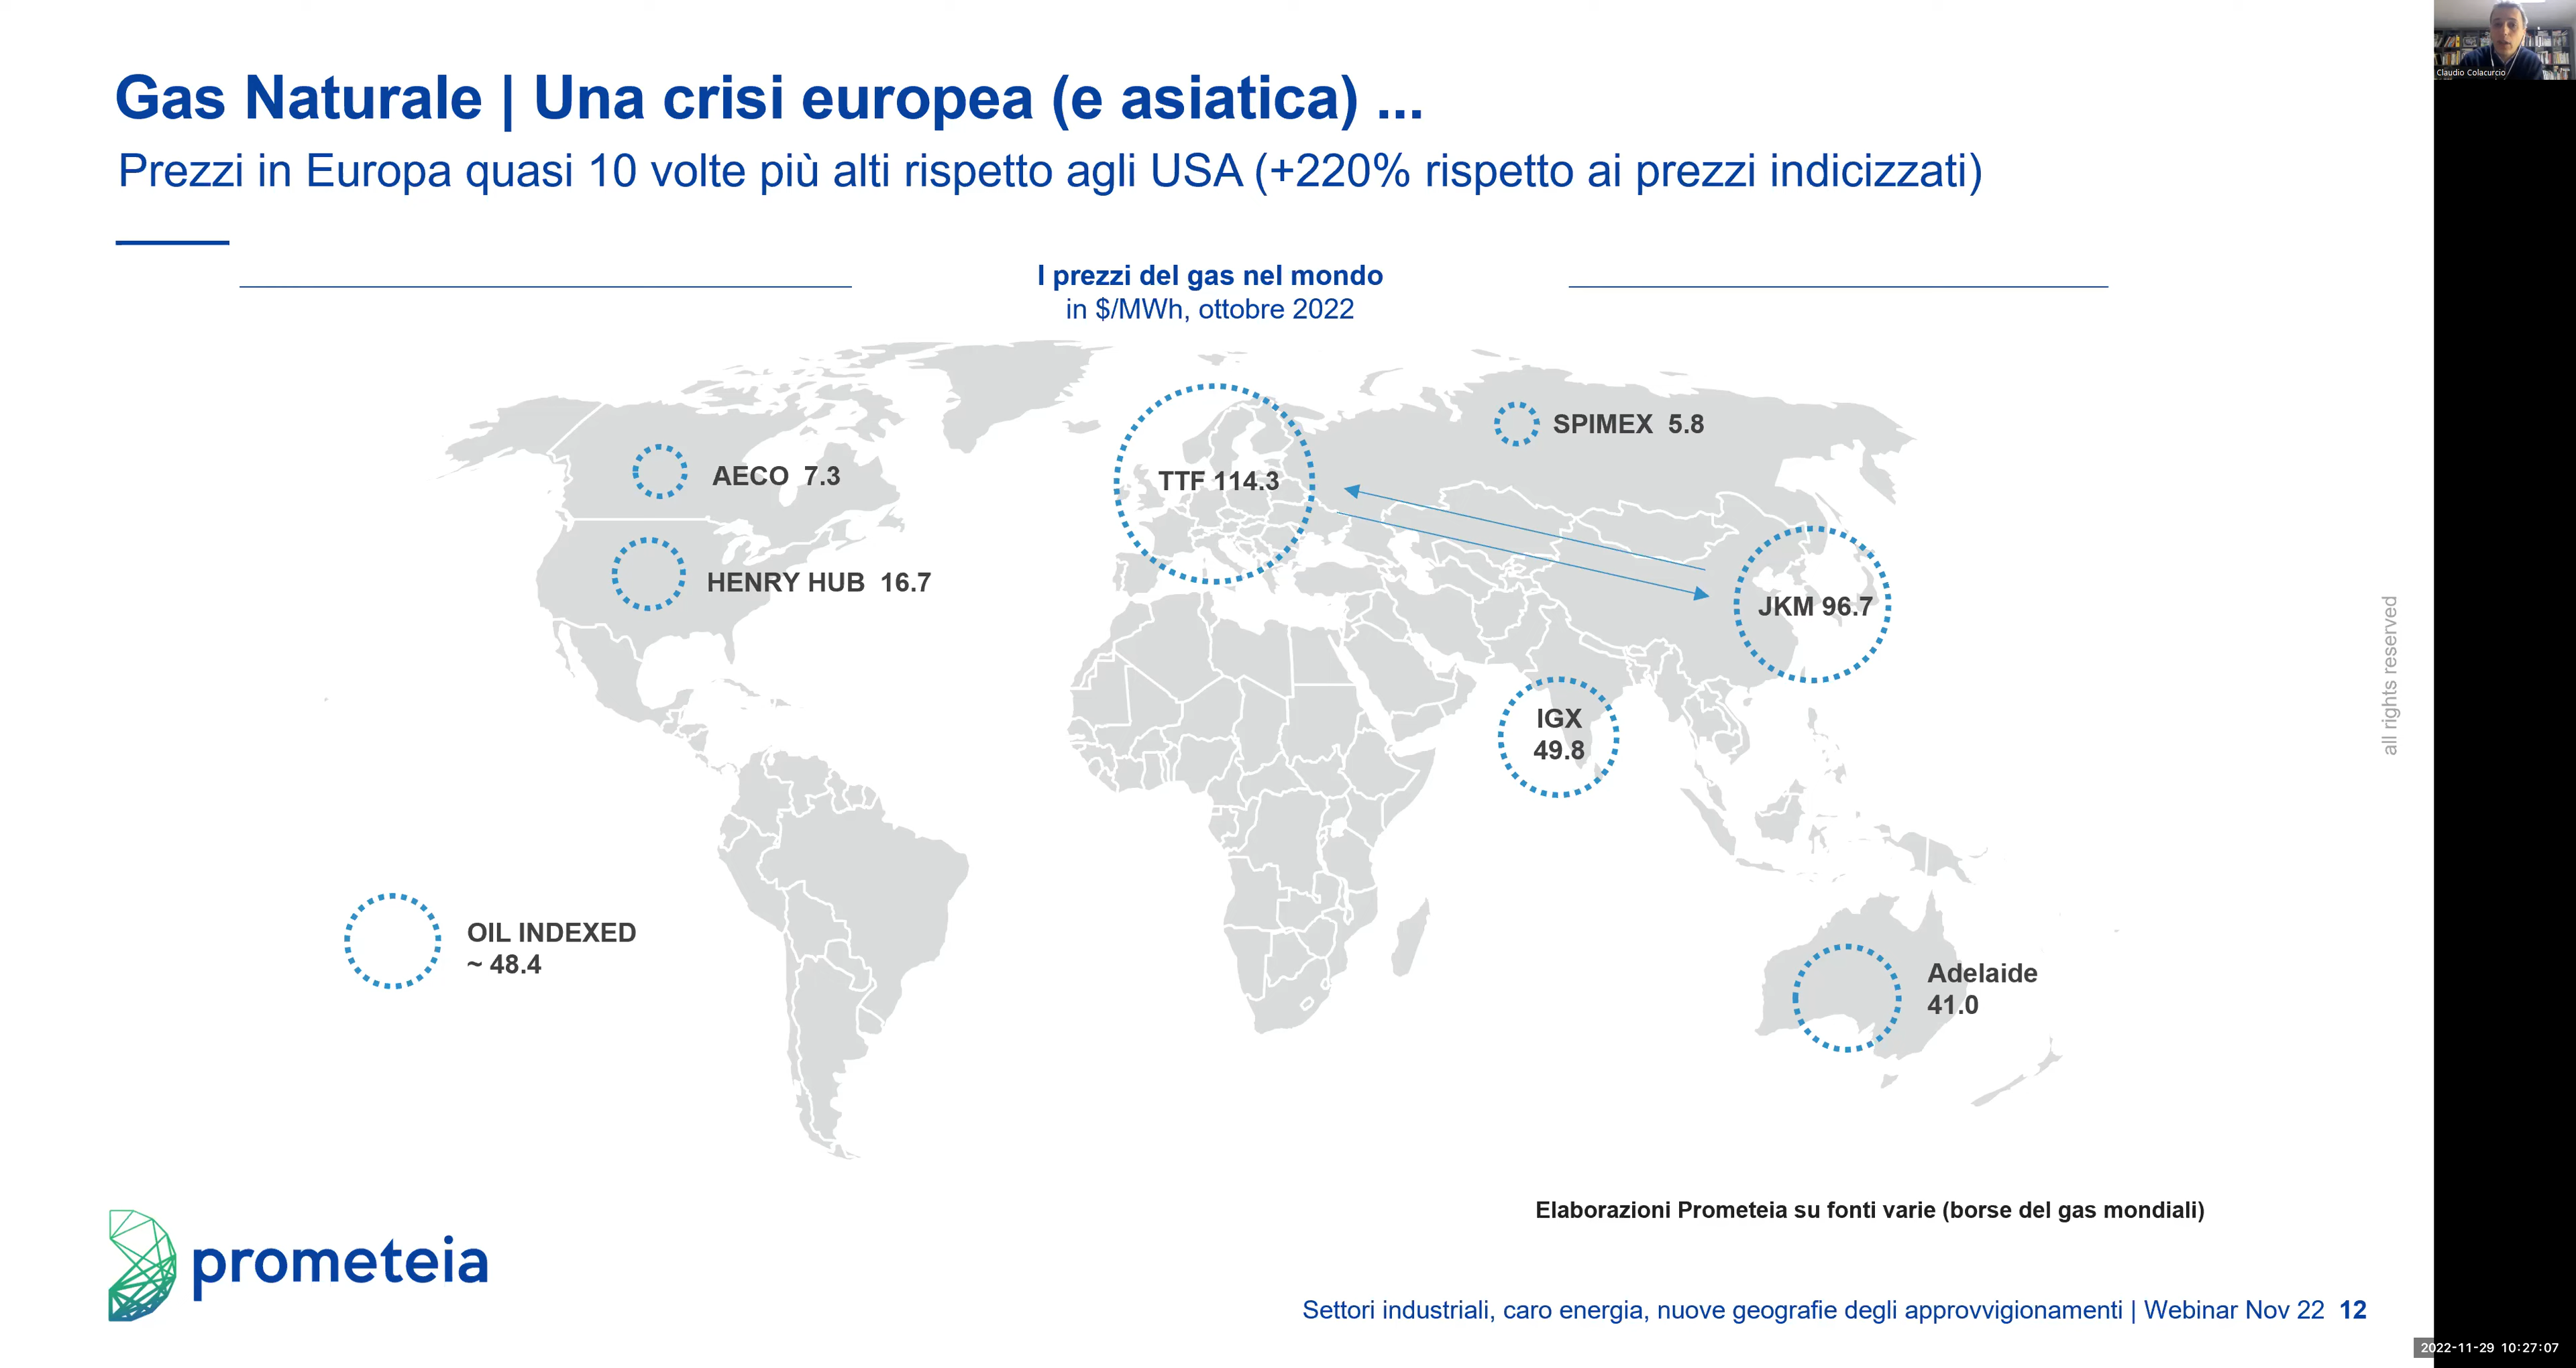 Claudio Colacurcio
Gas Naturale | Una crisi europea (e asiatica) ...
Prezzi in Europa quasi 10 volte più alti rispetto agli USA (+220% rispetto ai prezzi indicizzati)
I prezzi del gas nel mondo
in $/MWh, ottobre 2022
SPIMEX 5.8
AECO 7.3
TTF 114.3
HENRY HUB 16.7
JKM 96.7
IGX
49.8
OIL INDEXED
~ 48.4
Adelaide
41.0
all rights reserved
Elaborazioni Prometeia su fonti varie (borse del gas mondiali)
prometeia
Settori industriali, caro energia, nuove geografie degli approvvigionamenti | Webinar Nov 22 12
2022-11-29 10:27:07